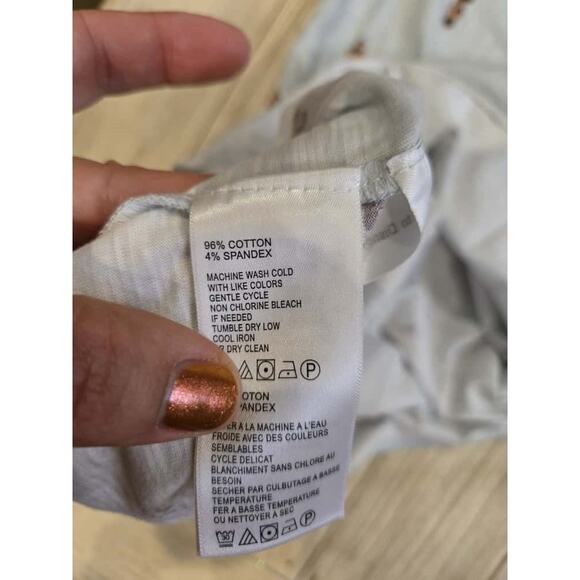 96% COTTON
4% SPANDEX
MACHINE WASH COLD
WITH LIKE COLORS
GENTLE CYCLE
NON CHLORINE BLEACH
IF NEEDED
TUMBLE DRY LOW
COOL IRON
DRY CLEAN
P
À LA MACHINE A L'EAU
FROIDE AVEC DES COULEURS
SEMBLABLES
CYCLE DELICAT
BLANCHIMENT SANS CHLORE AU
BESOIN
SECHER PAR CULBUTAGE A BASSE
TEMPERATURE
FER A BASSE TEMPERATURE
OU NETTOYER A SEC
30 P